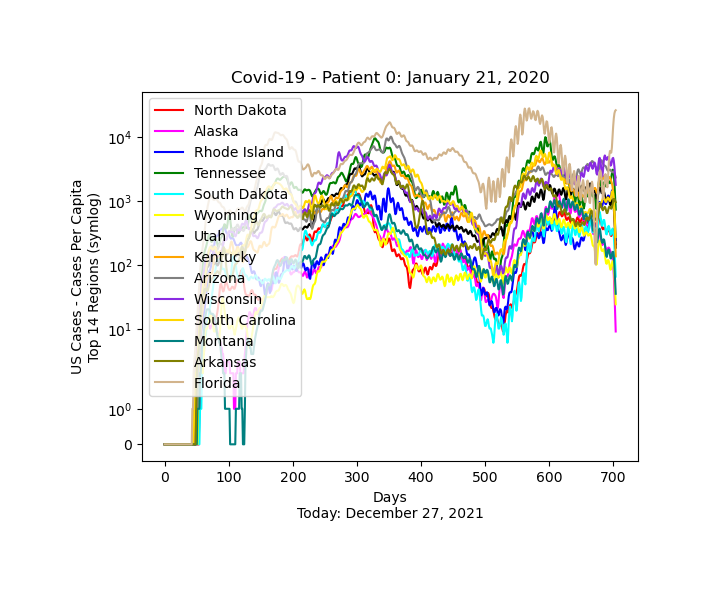 Covid-19 - Patient 0: January 21, 2020
US Cases - Cases Per Capita
Top 14 Regions (symlog)
10^4
10^3
10^2
10^1
10^0
0
North Dakota
Alaska
Rhode Island
Tennessee
South Dakota
Wyoming
Utah
Kentucky
Arizona
Wisconsin
South Carolina
Montana
Arkansas
Florida
0 100 200 300 400 500 600 700
Days
Today: December 27, 2021